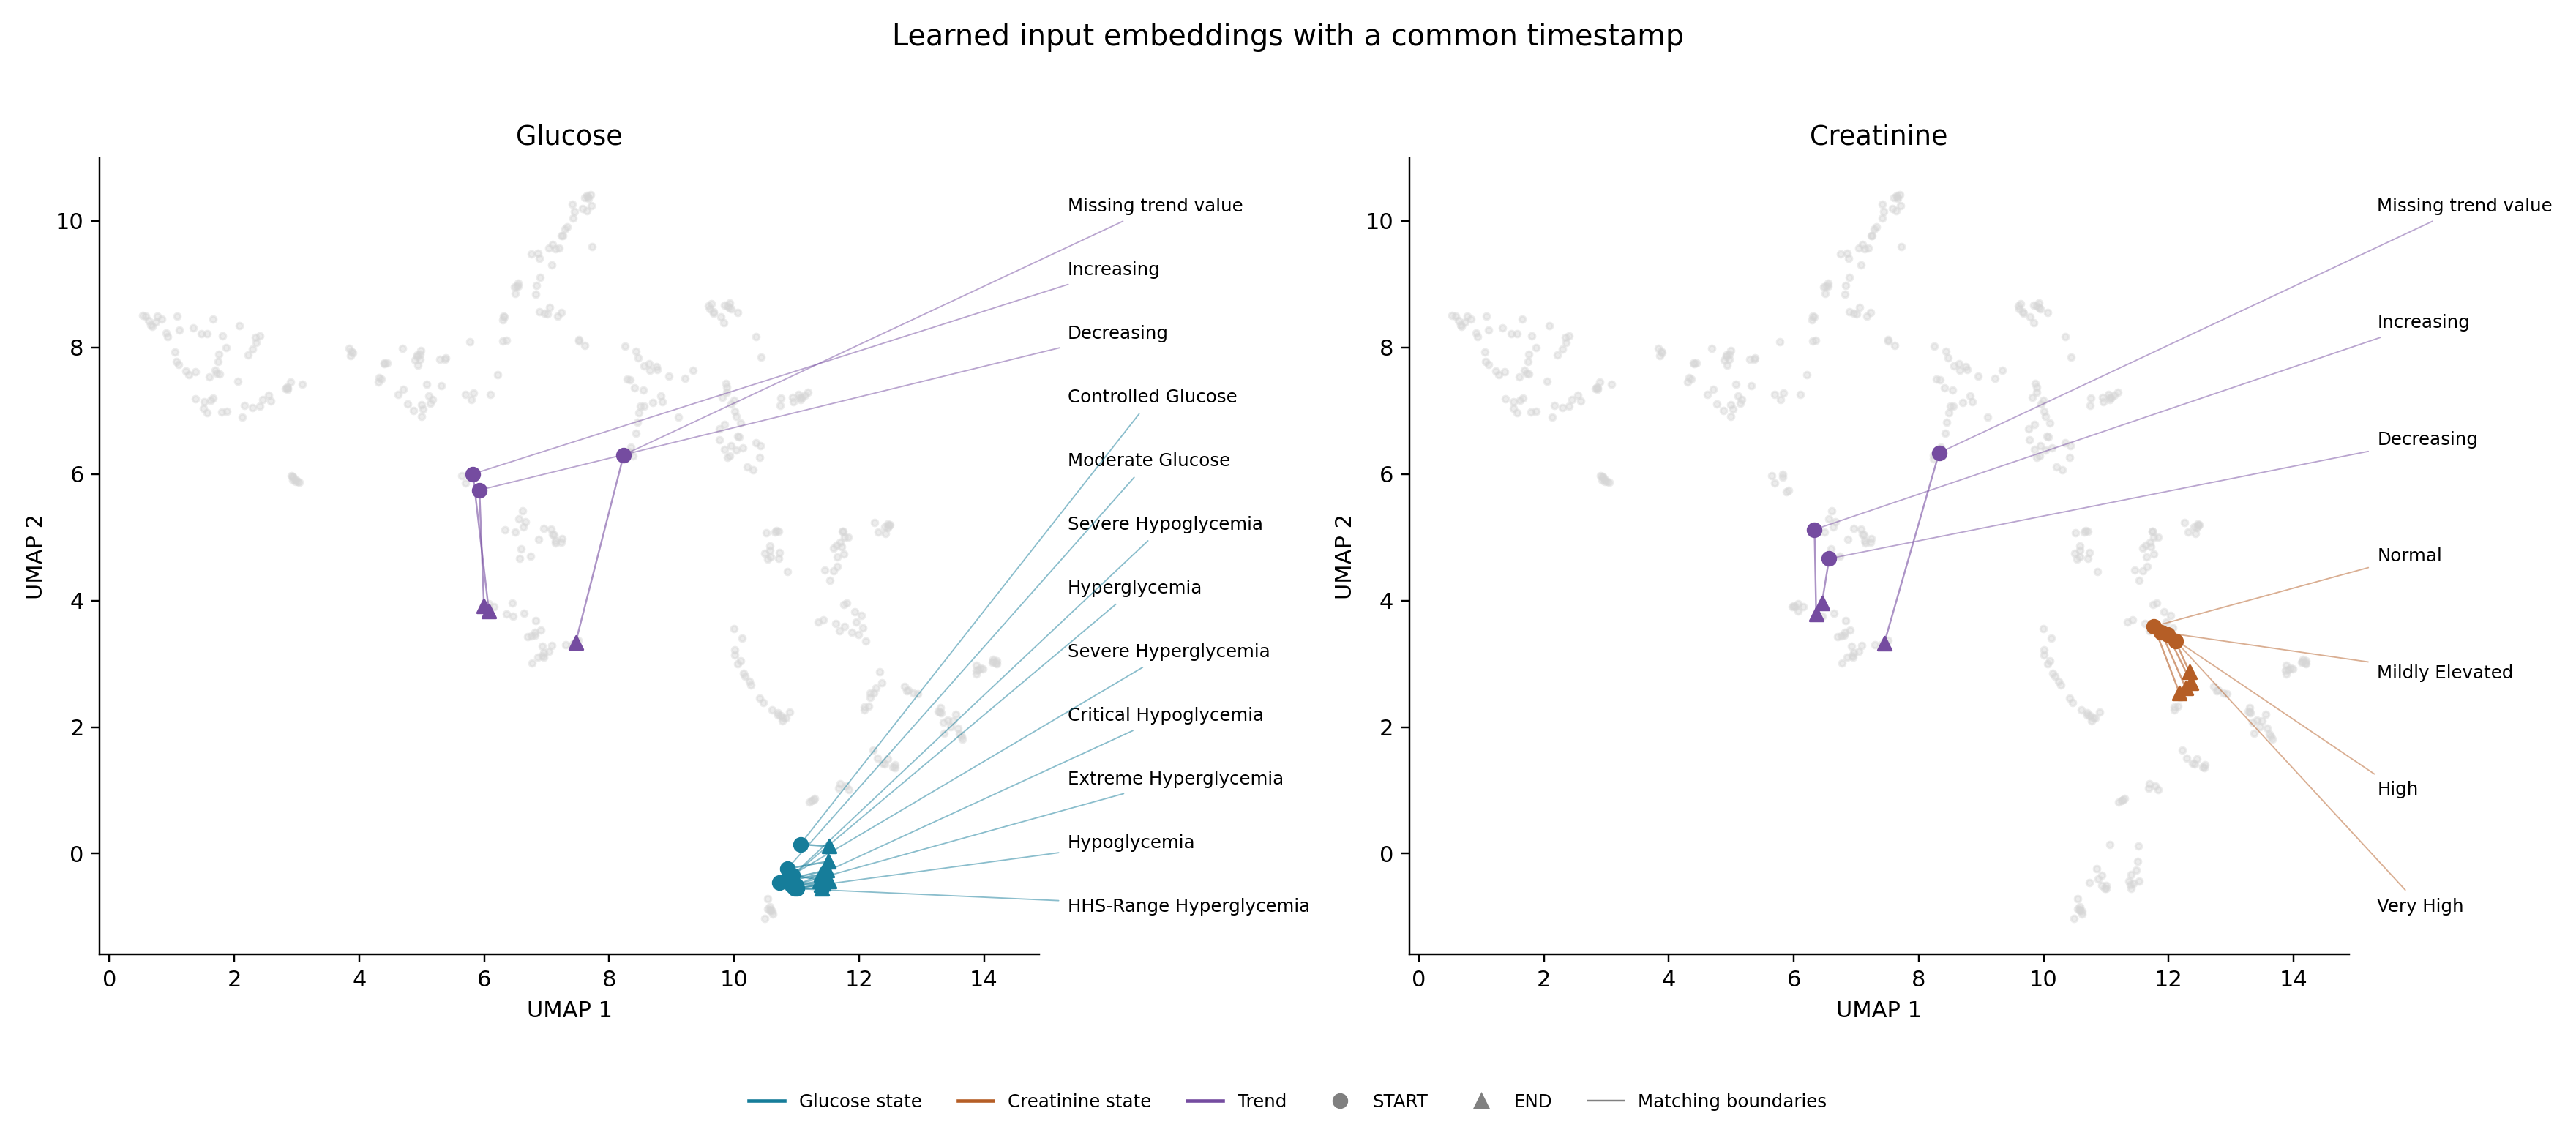 Learned input embeddings with a common timestamp
Glucose
UMAP 2
10
8
6
4
2
0
0 2 4 6 8 10 12 14
UMAP 1
Missing trend value
Increasing
Decreasing
Controlled Glucose
Moderate Glucose
Severe Hypoglycemia
Hyperglycemia
Severe Hyperglycemia
Critical Hypoglycemia
Extreme Hyperglycemia
Hypoglycemia
HHS-Range Hyperglycemia
Creatinine
UMAP 2
10
8
6
4
2
0
0 2 4 6 8 10 12 14
UMAP 1
Missing trend value
Increasing
Decreasing
Normal
Mildly Elevated
High
Very High
Glucose state Creatinine state Trend START END Matching boundaries